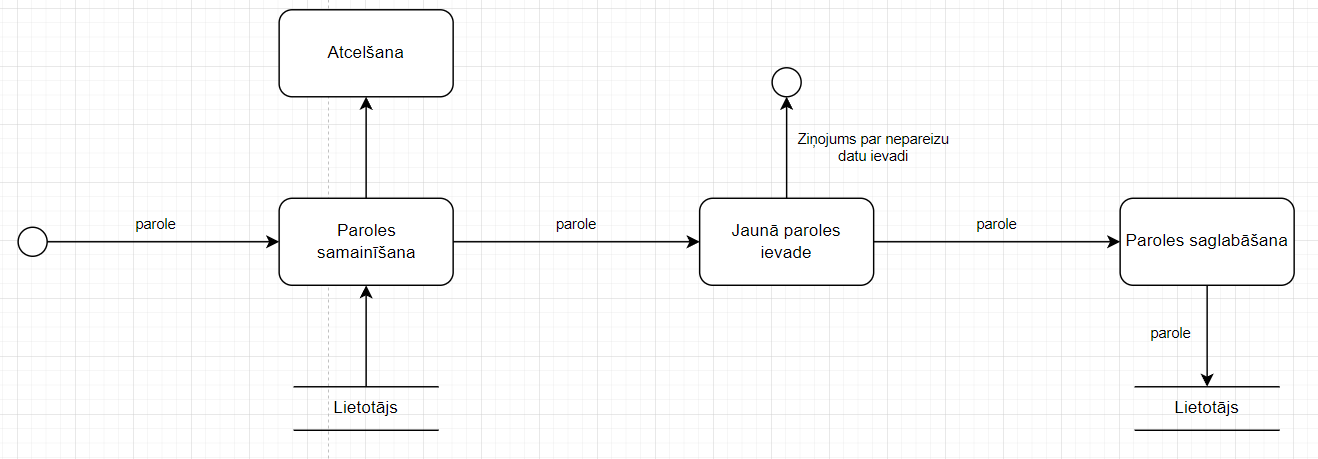 Atcelšana
Ziņojums par nepareizu
datu ievadi
parole
Paroles
samainīšana
parole
Jaunā paroles
ievade
parole
Paroles saglabāšana
parole
Lietotājs
Lietotājs